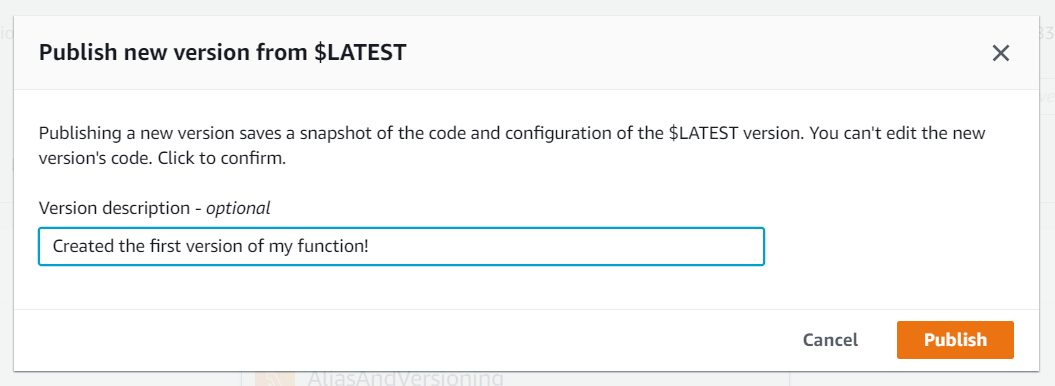 Publish new version from $LATEST
Publishing a new version saves a snapshot of the code and configuration of the $LATEST version. You can't edit the new
version's code. Click to confirm.
Version description - optional
Created the first version of my function!
Cancel
Publish
AliasAndVersioning